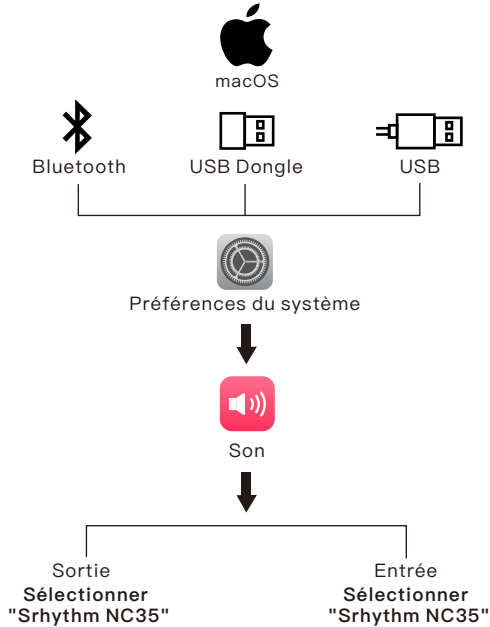 macOS
Bluetooth
USB Dongle
USB
Préférences du système
Son
Sortie
Sélectionner
"Srhythm NC35"
Entrée
Sélectionner
"Srhythm NC35"